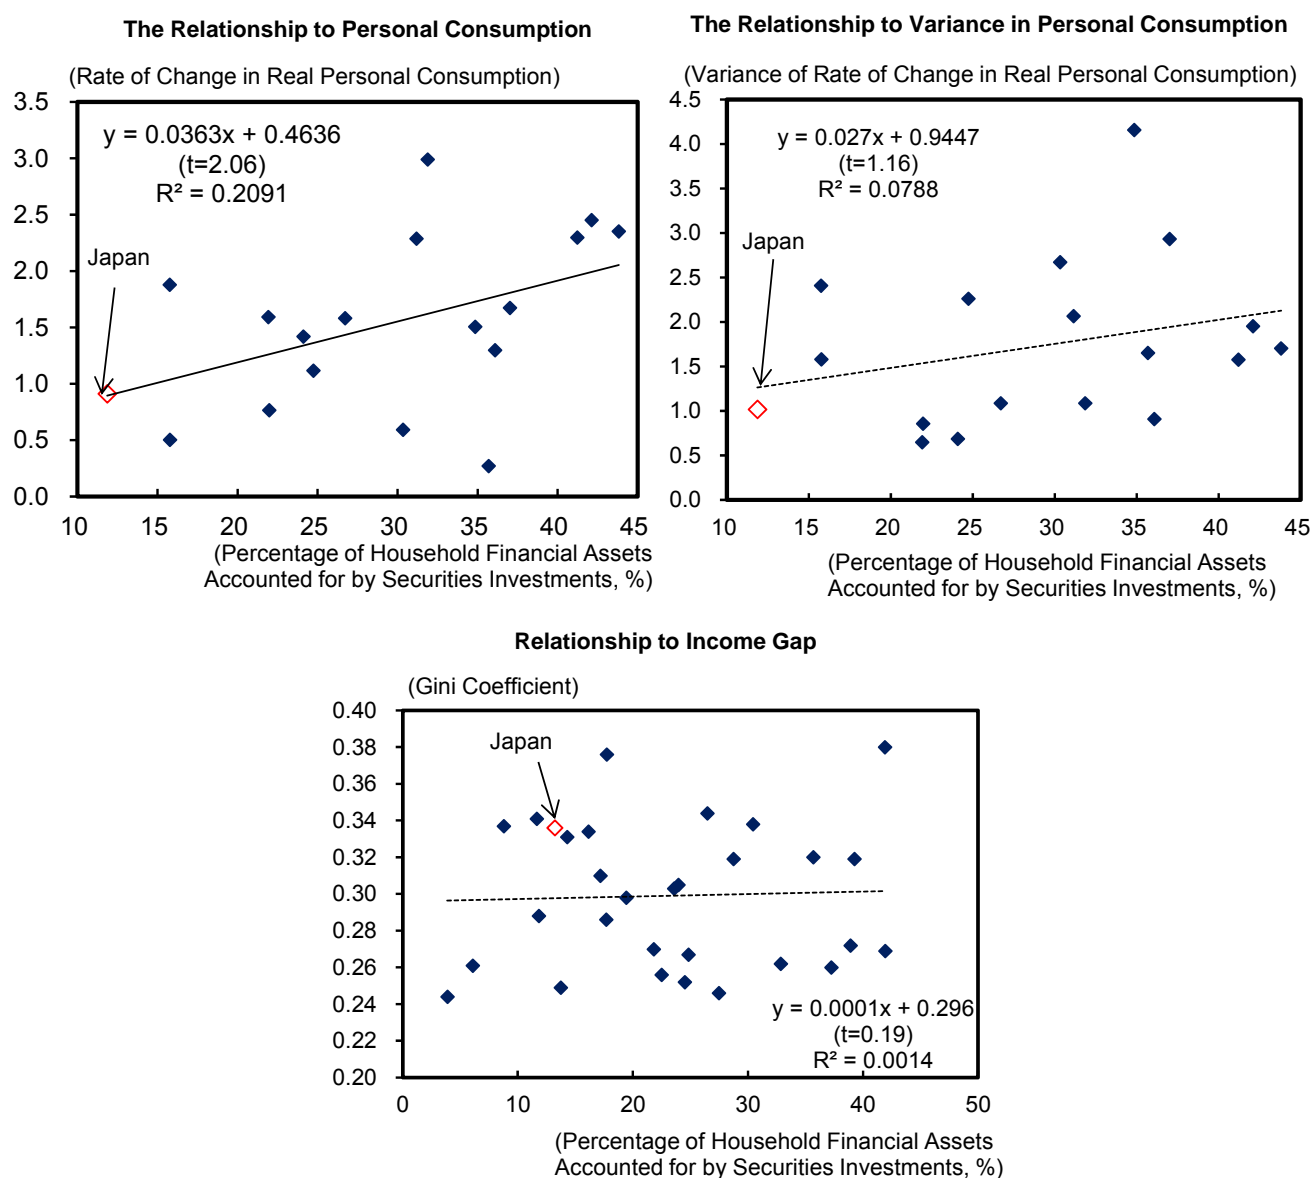 The Relationship to Personal Consumption
(Rate of Change in Real Personal Consumption)
3.5
3.0
2.5
2.0
1.5
1.0
0.5
0.0
y = 0.0363x + 0.4636
(t=2.06)
R² = 0.2091
Japan
10 15 20 25 30 35 40 45
(Percentage of Household Financial Assets
Accounted for by Securities Investments, %)
The Relationship to Variance in Personal Consumption
(Variance of Rate of Change in Real Personal Consumption)
4.5
4.0
3.5
3.0
2.5
2.0
1.5
1.0
0.5
0.0
y = 0.027x + 0.9447
(t=1.16)
R² = 0.0788
Japan
10 15 20 25 30 35 40 45
(Percentage of Household Financial Assets
Accounted for by Securities Investments, %)
Relationship to Income Gap
(Gini Coefficient)
0.40
0.38
0.36
0.34
0.32
0.30
0.28
0.26
0.24
0.22
0.20
Japan
y = 0.0001x + 0.296
(t=0.19)
R² = 0.0014
0 10 20 30 40 50
(Percentage of Household Financial Assets
Accounted for by Securities Investments, %)